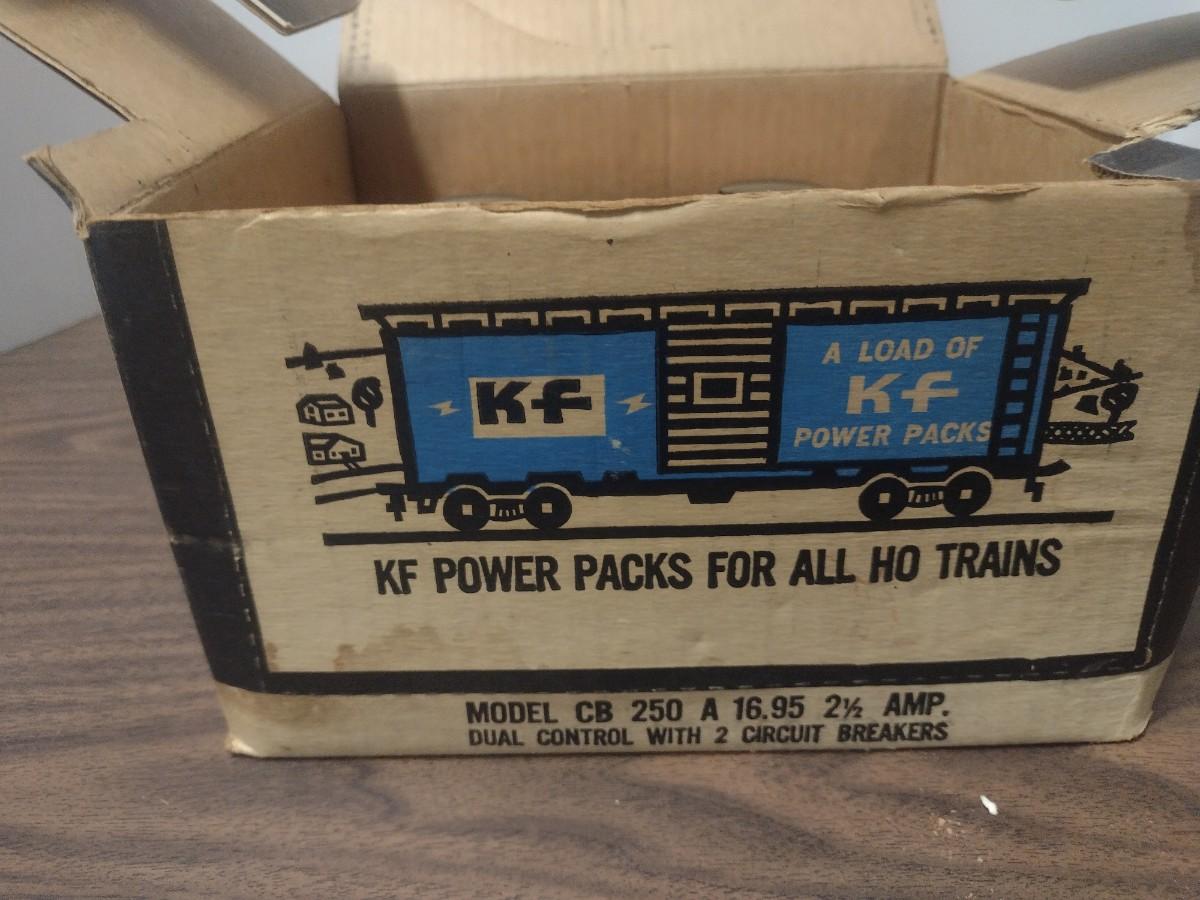 Kf
A LOAD OF
Kf
POWER PACKS
KF POWER PACKS FOR ALL HO TRAINS
MODEL CB 250 A 16.95 2½ AMP.
DUAL CONTROL WITH 2 CIRCUIT BREAKERS